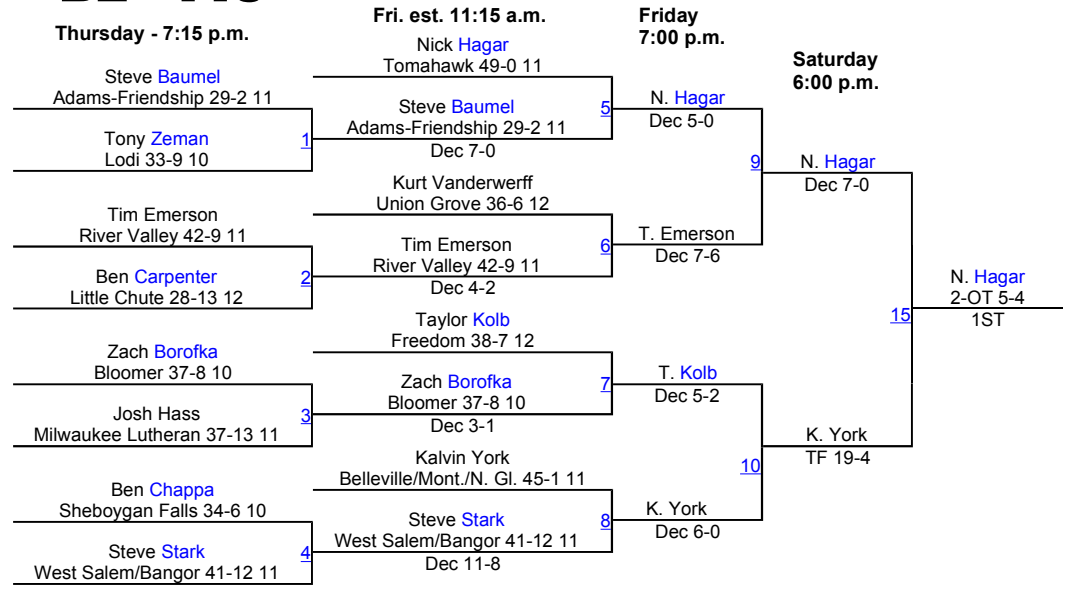 Thursday - 7:15 p.m.
Fri. est. 11:15 a.m.
Friday
7:00 p.m.
Saturday
6:00 p.m.
Steve Baumel
Adams-Friendship 29-2 11
1
Tony Zeman
Lodi 33-9 10
Tim Emerson
River Valley 42-9 11
2
Ben Carpenter
Little Chute 28-13 12
Zach Borofka
Bloomer 37-8 10
3
Josh Hass
Milwaukee Lutheran 37-13 11
Ben Chappa
Sheboygan Falls 34-6 10
4
Steve Stark
West Salem/Bangor 41-12 11
Nick Hagar
Tomahawk 49-0 11
5
Steve Baumel
Adams-Friendship 29-2 11
Dec 7-0
Kurt Vanderwerff
Union Grove 36-6 12
6
Tim Emerson
River Valley 42-9 11
Dec 4-2
Taylor Kolb
Freedom 38-7 12
7
Zach Borofka
Bloomer 37-8 10
Dec 3-1
Kalvin York
Belleville/Mont./N. Gl. 45-1 11
8
Steve Stark
West Salem/Bangor 41-12 11
Dec 11-8
N. Hagar
Dec 5-0
9
T. Emerson
Dec 7-6
T. Kolb
Dec 5-2
10
K. York
Dec 6-0
N. Hagar
Dec 7-0
15
K. York
TF 19-4
N. Hagar
2-OT 5-4
1ST